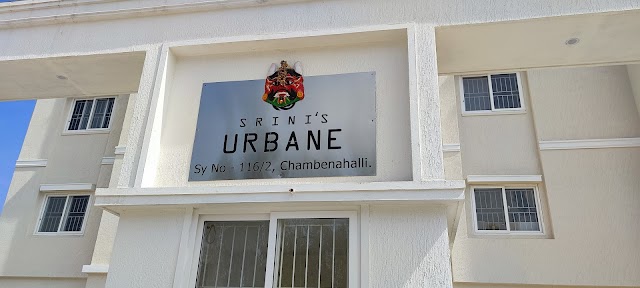 SRINI'S
URBANE
Sy No - 116/2, Chambenahalli.